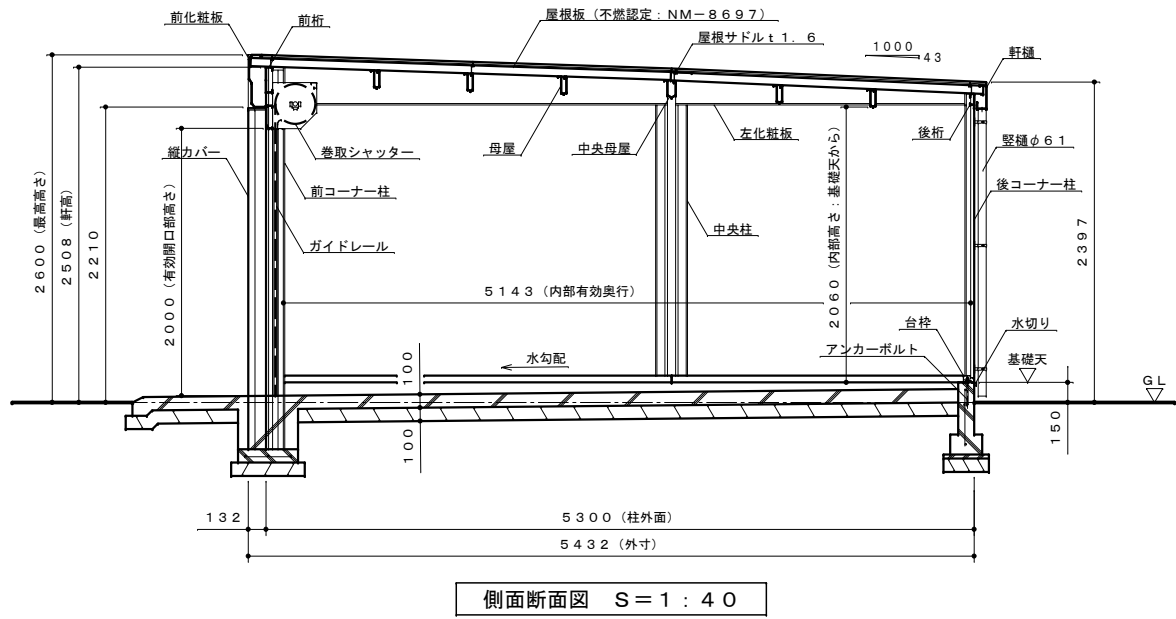 前化粧板
前桁
屋根板（不燃認定：ＮＭ－８６９７）
屋根サドルｔ１．６
１０００
４３
軒樋
縦カバー
巻取シャッター
母屋
中央母屋
左化粧板
後桁
竪樋φ６１
前コーナー柱
後コーナー柱
ガイドレール
中央柱
２６００（最高高さ）
２５０８（軒高）
２２１０
２０００（有効開口部高さ）
５１４３（内部有効奥行）
２０６０（内部高さ：基礎天から）
２３９７
台枠
水切り
アンカーボルト
基礎天
水勾配
１００
１００
ＧＬ
１５０
１３２
５３００（柱外面）
５４３２（外寸）
側面断面図　Ｓ＝１：４０